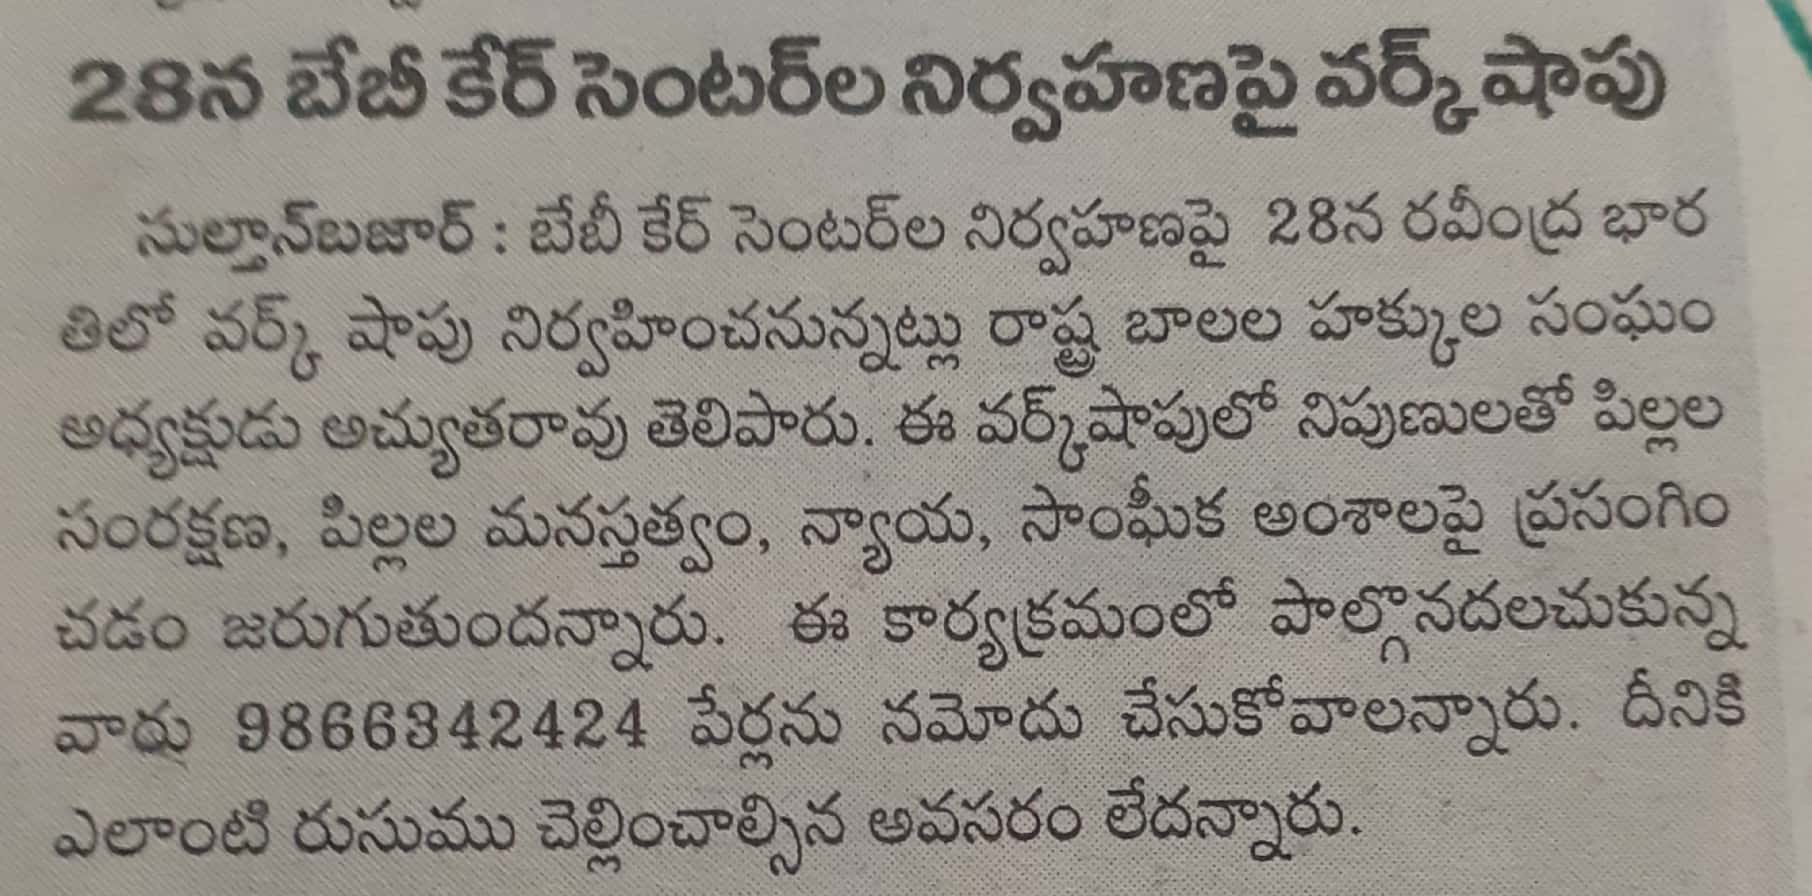 28న బేబీ కేర్ సెంటర్‌ల నిర్వహణపై వర్క్ షాపు
సుల్తాన్‌బజార్ : బేబీ కేర్ సెంటర్‌ల నిర్వహణపై 28న రవీంద్ర భార
తిలో వర్క్ షాపు నిర్వహించనున్నట్లు రాష్ట్ర బాలల హక్కుల సంఘం
అధ్యక్షుడు అచ్యుతరావు తెలిపారు. ఈ వర్క్‌షాపులో నిపుణులతో పిల్లల
సంరక్షణ, పిల్లల మనస్తత్వం, న్యాయ, సాంఘీక అంశాలపై ప్రసంగిం
చడం జరుగుతుందన్నారు. ఈ కార్యక్రమంలో పాల్గొనదలచుకున్న
వారు 9866342424 పేర్లను నమోదు చేసుకోవాలన్నారు. దీనికి
ఎలాంటి రుసుము చెల్లించాల్సిన అవసరం లేదన్నారు.